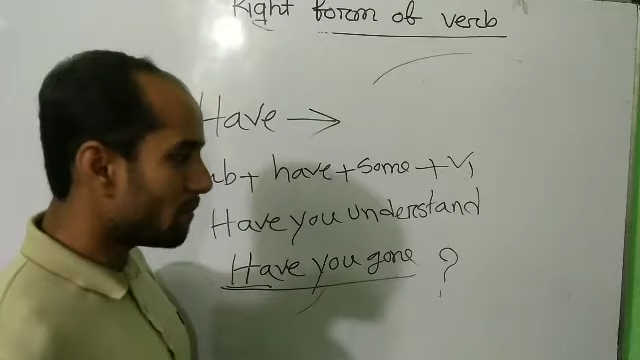 Right form of verb
Have →
ub + have + some + V1
Have you understand
Have you gone ?